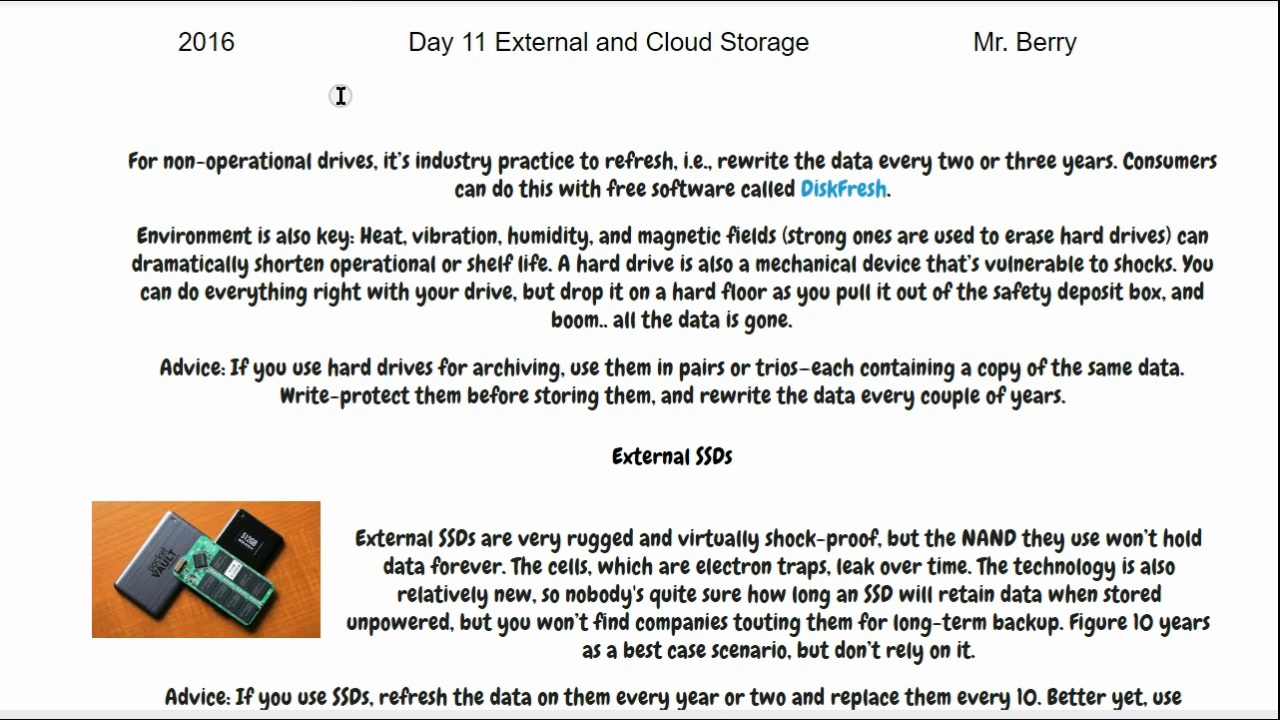 2016 Day 11 External and Cloud Storage Mr. Berry
For non-operational drives, it's industry practice to refresh, i.e., rewrite the data every two or three years. Consumers
can do this with free software called DiskFresh.
Environment is also key: Heat, vibration, humidity, and magnetic fields (strong ones are used to erase hard drives) can
dramatically shorten operational or shelf life. A hard drive is also a mechanical device that's vulnerable to shocks. You
can do everything right with your drive, but drop it on a hard floor as you pull it out of the safety deposit box, and
boom.. all the data is gone.
Advice: If you use hard drives for archiving, use them in pairs or trios—each containing a copy of the same data.
Write-protect them before storing them, and rewrite the data every couple of years.
External SSDs
pocket
VAULT
512GB
External SSDs are very rugged and virtually shock-proof, but the NAND they use won't hold
data forever. The cells, which are electron traps, leak over time. The technology is also
relatively new, so nobody's quite sure how long an SSD will retain data when stored
unpowered, but you won't find companies touting them for long-term backup. Figure 10 years
as a best case scenario, but don't rely on it.
Advice: If you use SSDs, refresh the data on them every year or two and replace them every 10. Better yet, use